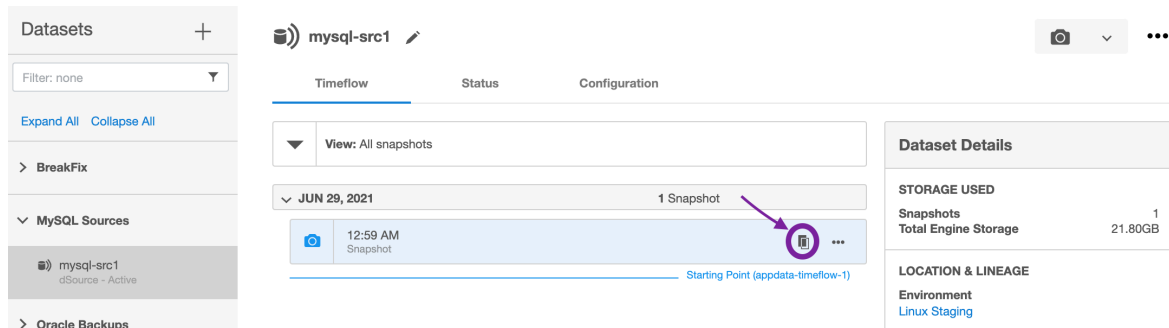 Datasets
Filter: none
Expand All Collapse All
BreakFix
MySQL Sources
mysql-src1
dSource - Active
Oracle Backups
mysql-src1
Timeflow Status Configuration
View: All snapshots
JUN 29, 2021 1 Snapshot
12:59 AM
Snapshot
Starting Point (appdata-timeflow-1)
Dataset Details
STORAGE USED
Snapshots 1
Total Engine Storage 21.80GB
LOCATION & LINEAGE
Environment
Linux Staging